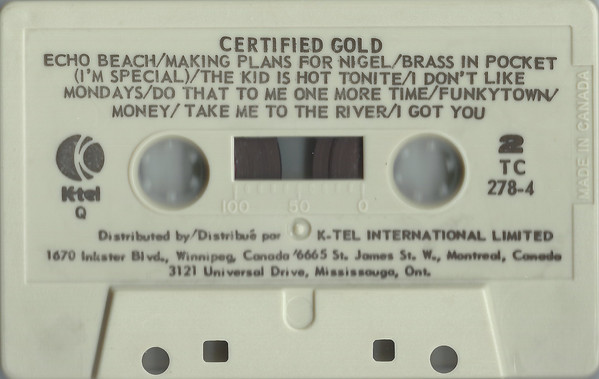 CERTIFIED GOLD
ECHO BEACH/MAKING PLANS FOR NIGEL/BRASS IN POCKET
(I'M SPECIAL)/THE KID IS HOT TONITE/I DON'T LIKE
MONDAYS/DO THAT TO ME ONE MORE TIME/FUNKYTOWN/
MONEY/ TAKE ME TO THE RIVER/I GOT YOU
K-tel
Q
2
TC
278-4
MADE IN CANADA
100 50 0
Distributed by/Distribué par K-TEL INTERNATIONAL LIMITED
1670 Inkster Blvd., Winnipeg, Canada/6665 St. James St. W., Montreal, Canada
3121 Universal Drive, Mississauga, Ont.